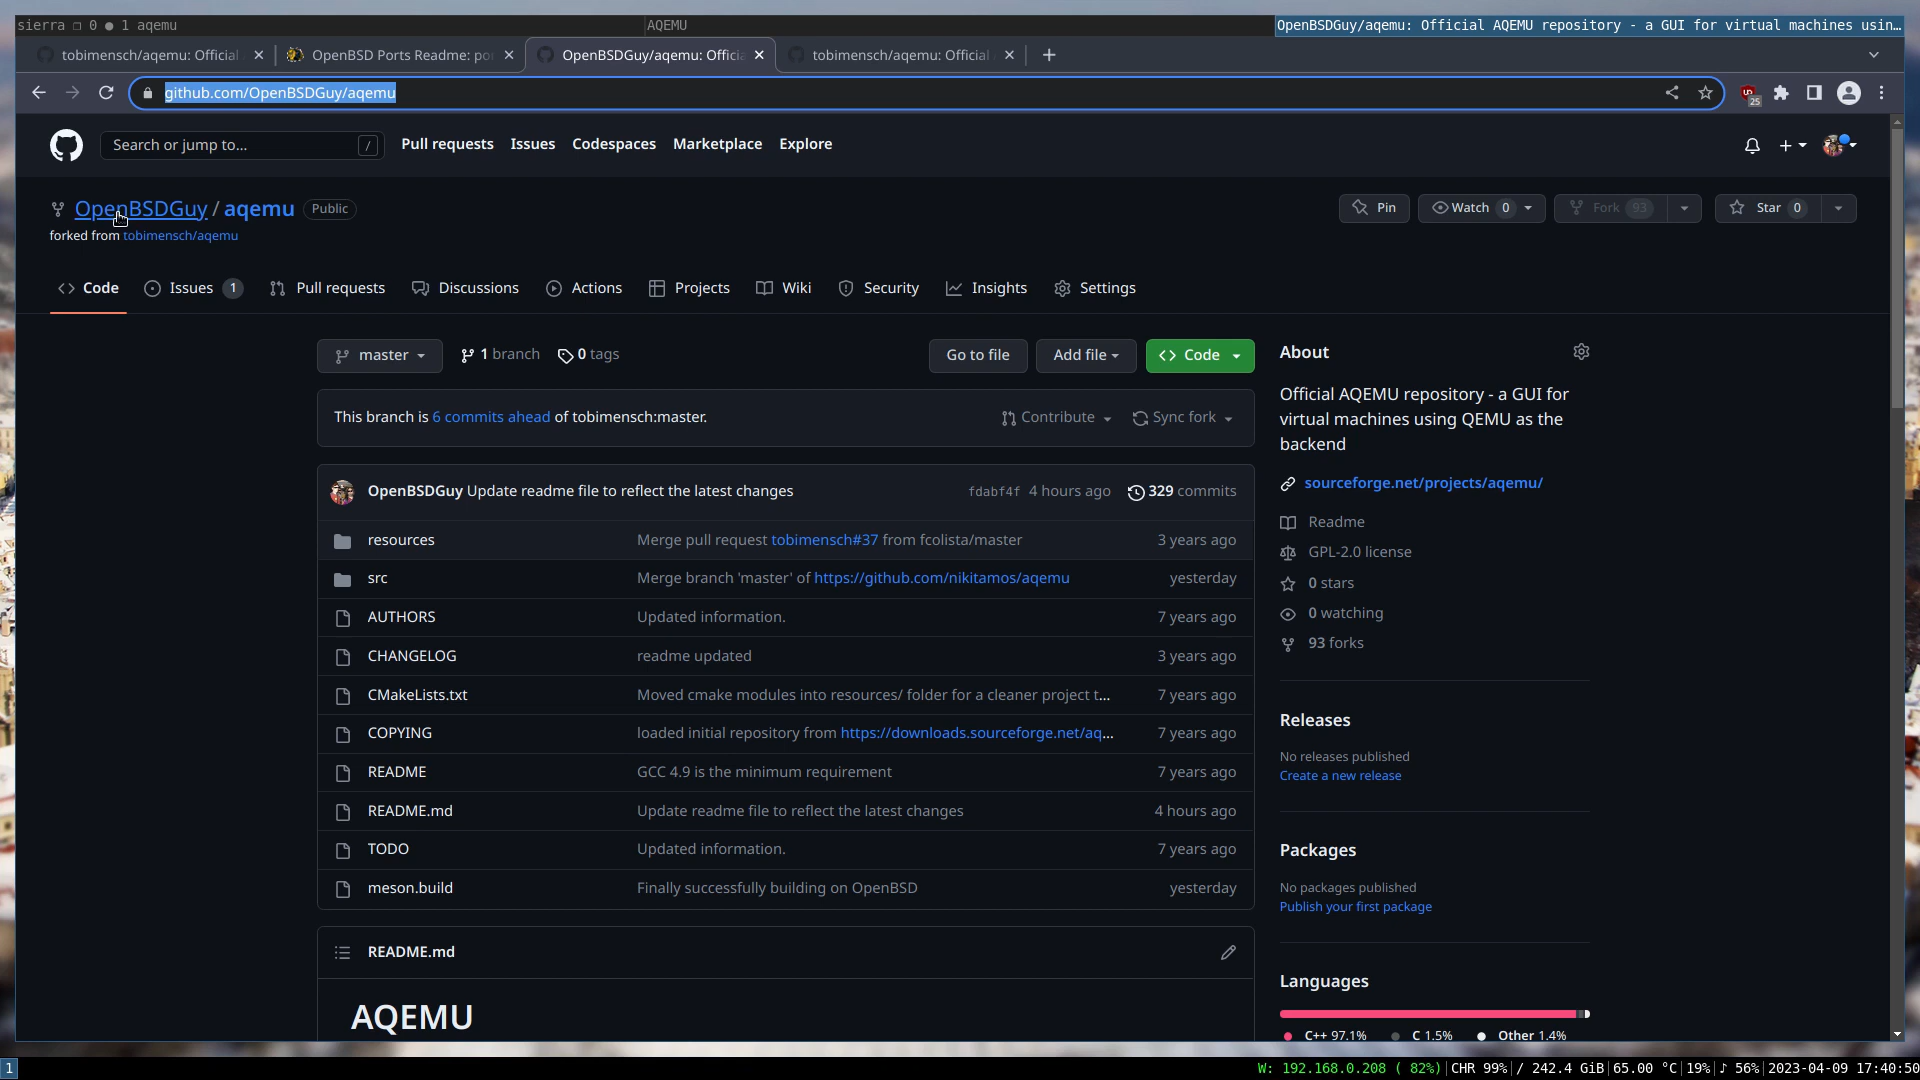 sierra ❐ 0 ● 1 aqemu
AQEMU
OpenBSDGuy/aqemu: Official AQEMU repository - a GUI for virtual machines usin…
tobimensch/aqemu: Official
OpenBSD Ports Readme: po
OpenBSDGuy/aqemu: Officia
tobimensch/aqemu: Official
github.com/OpenBSDGuy/aqemu
25
Search or jump to...
/
Pull requests
Issues
Codespaces
Marketplace
Explore
OpenBSDGuy / aqemu Public
forked from tobimensch/aqemu
Pin
Watch 0
Fork 93
Star 0
Code
Issues 1
Pull requests
Discussions
Actions
Projects
Wiki
Security
Insights
Settings
master
1 branch
0 tags
Go to file
Add file
Code
This branch is 6 commits ahead of tobimensch:master.
Contribute
Sync fork
OpenBSDGuy Update readme file to reflect the latest changes fdabf4f 4 hours ago 329 commits
resources Merge pull request tobimensch#37 from fcolista/master 3 years ago
src Merge branch 'master' of https://github.com/nikitamos/aqemu yesterday
AUTHORS Updated information. 7 years ago
CHANGELOG readme updated 3 years ago
CMakeLists.txt Moved cmake modules into resources/ folder for a cleaner project t... 7 years ago
COPYING loaded initial repository from https://downloads.sourceforge.net/aq... 7 years ago
README GCC 4.9 is the minimum requirement 7 years ago
README.md Update readme file to reflect the latest changes 4 hours ago
TODO Updated information. 7 years ago
meson.build Finally successfully building on OpenBSD yesterday
README.md
AQEMU
About
Official AQEMU repository - a GUI for
virtual machines using QEMU as the
backend
sourceforge.net/projects/aqemu/
Readme
GPL-2.0 license
0 stars
0 watching
93 forks
Releases
No releases published
Create a new release
Packages
No packages published
Publish your first package
Languages
C++ 97.1% C 1.5% Other 1.4%
1
W: 192.168.0.208 ( 82%)|CHR 99%|/ 242.4 GiB|65.00 °C|19%|♪ 56%|2023-04-09 17:40:50